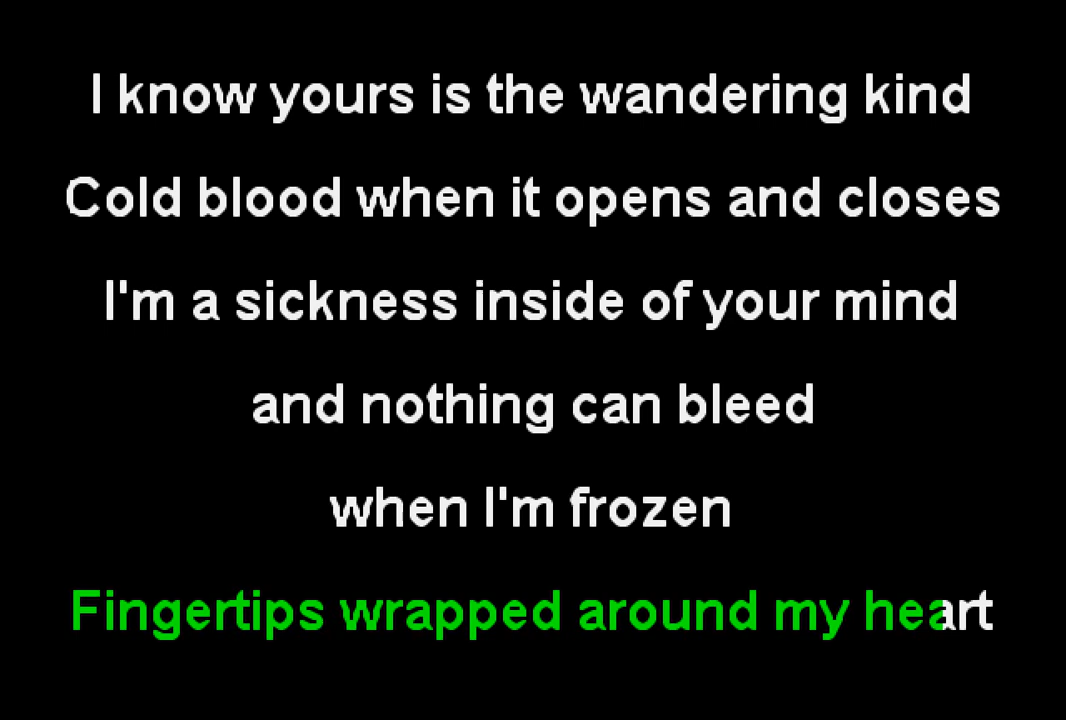 I know yours is the wandering kind
Cold blood when it opens and closes
I'm a sickness inside of your mind
and nothing can bleed
when I'm frozen
Fingertips wrapped around my heart